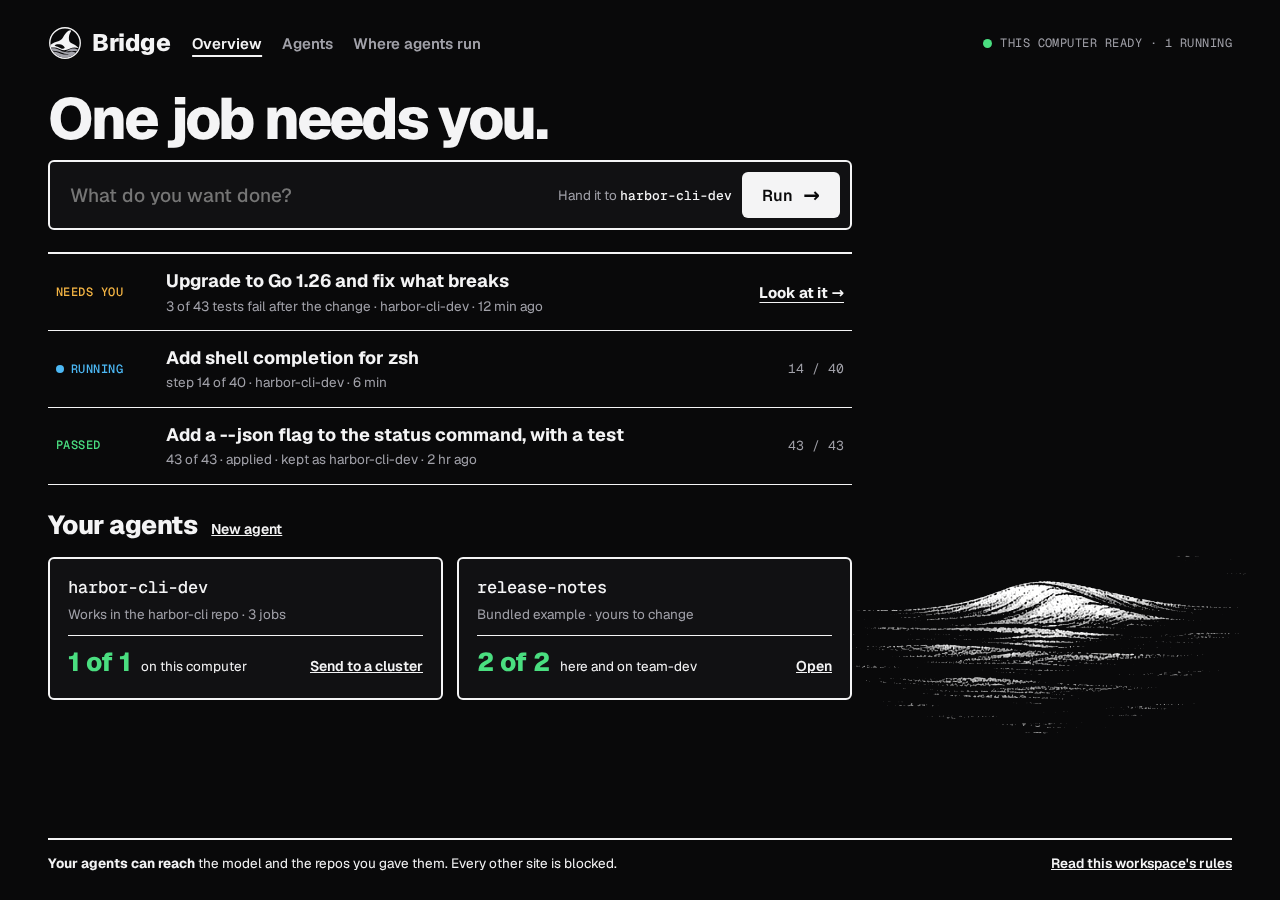 Bridge
Overview
Agents
Where agents run
THIS COMPUTER READY · 1 RUNNING
One job needs you.
What do you want done?
Hand it to harbor-cli-dev
Run →
NEEDS YOU
Upgrade to Go 1.26 and fix what breaks
3 of 43 tests fail after the change · harbor-cli-dev · 12 min ago
Look at it →
RUNNING
Add shell completion for zsh
step 14 of 40 · harbor-cli-dev · 6 min
14 / 40
PASSED
Add a --json flag to the status command, with a test
43 of 43 · applied · kept as harbor-cli-dev · 2 hr ago
43 / 43
Your agents
New agent
harbor-cli-dev
Works in the harbor-cli repo · 3 jobs
1 of 1 on this computer
Send to a cluster
release-notes
Bundled example · yours to change
2 of 2 here and on team-dev
Open
Your agents can reach the model and the repos you gave them. Every other site is blocked.
Read this workspace's rules